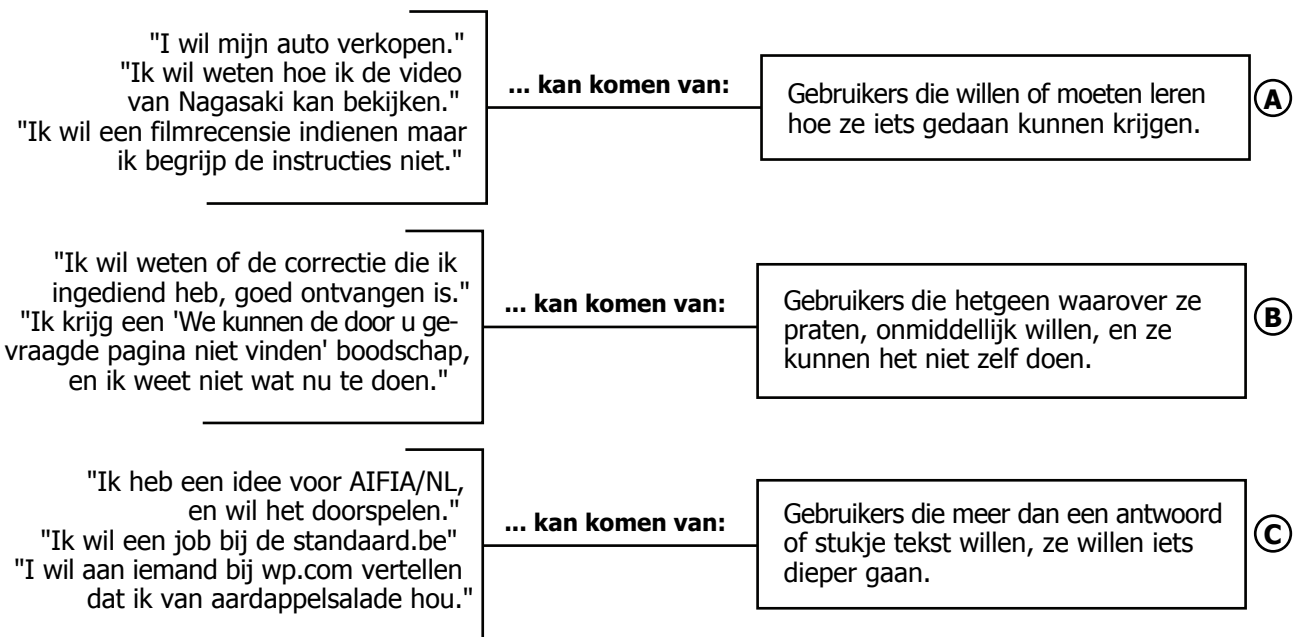 "I wil mijn auto verkopen."
"Ik wil weten hoe ik de video
van Nagasaki kan bekijken."
"Ik wil een filmrecensie indienen maar
ik begrijp de instructies niet."
... kan komen van:
Gebruikers die willen of moeten leren
hoe ze iets gedaan kunnen krijgen.
A
"Ik wil weten of de correctie die ik
ingediend heb, goed ontvangen is."
"Ik krijg een 'We kunnen de door u ge-
vraagde pagina niet vinden' boodschap,
en ik weet niet wat nu te doen."
... kan komen van:
Gebruikers die hetgeen waarover ze
praten, onmiddellijk willen, en ze
kunnen het niet zelf doen.
B
"Ik heb een idee voor AIFIA/NL,
en wil het doorspelen."
"Ik wil een job bij de standaard.be"
"I wil aan iemand bij wp.com vertellen
dat ik van aardappelsalade hou."
... kan komen van:
Gebruikers die meer dan een antwoord
of stukje tekst willen, ze willen iets
dieper gaan.
C